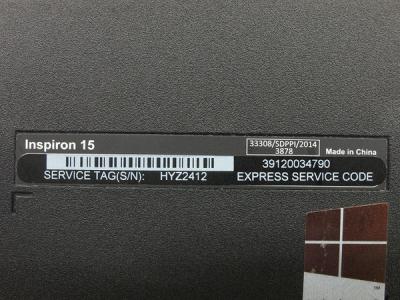 Inspiron 15
33308/SDPPI/2014
3878
Made in China
39120034790
SERVICE TAG(S/N): HYZ2412 EXPRESS SERVICE CODE